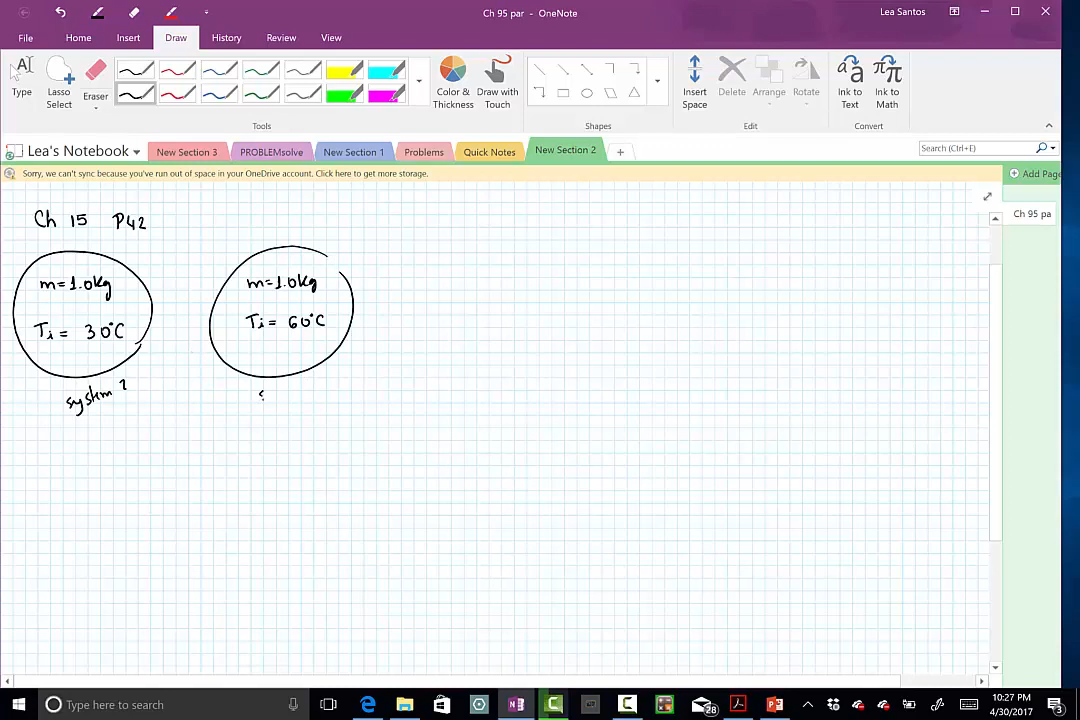 Ch 95 par - OneNote
Lea Santos
File Home Insert Draw History Review View
Type
Lasso Select
Eraser
Color & Thickness
Draw with Touch
Insert Space
Delete
Arrange
Rotate
Ink to Text
Ink to Math
Tools
Shapes
Edit
Convert
Lea's Notebook
New Section 3
PROBLEMsolve
New Section 1
Problems
Quick Notes
New Section 2
Search (Ctrl+E)
Sorry, we can't sync because you've run out of space in your OneDrive account. Click here to get more storage.
Add Page
Ch 95 pa
Ch 15 P42
m=1.0kg
Ti = 30°C
system
m=1.0kg
Ti = 60°C
s
Type here to search
28
10:27 PM
4/30/2017
3